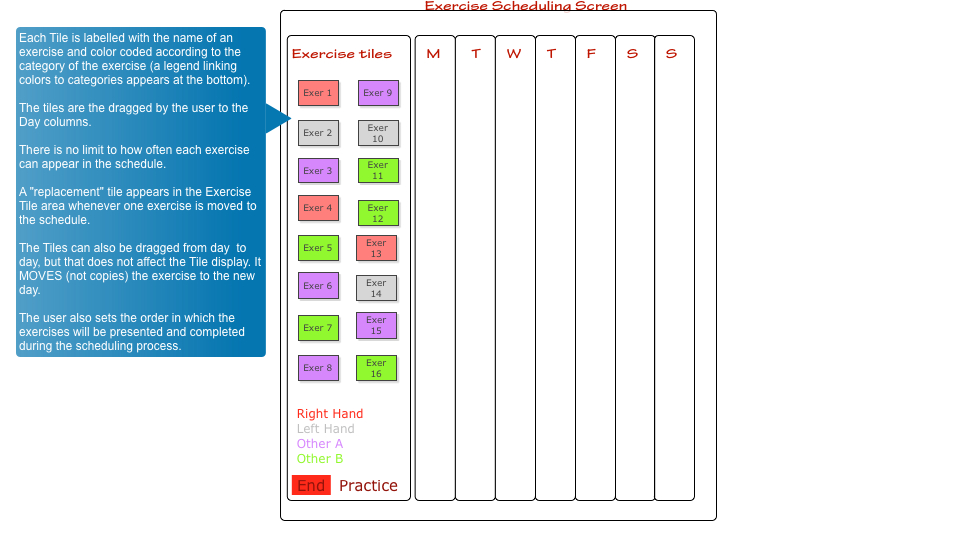 Exercise Scheduling Screen
Each Tile is labelled with the name of an
exercise and color coded according to the
category of the exercise (a legend linking
colors to categories appears at the bottom).
The tiles are the dragged by the user to the
Day columns.
There is no limit to how often each exercise
can appear in the schedule.
A "replacement" tile appears in the Exercise
Tile area whenever one exercise is moved to
the schedule.
The Tiles can also be dragged from day  to
day, but that does not affect the Tile display. It
MOVES (not copies) the exercise to the new
day.
The user also sets the order in which the
exercises will be presented and completed
during the scheduling process.
Exercise tiles
M T W T F S S
Exer 1
Exer 9
Exer 2
Exer
10
Exer 3
Exer
11
Exer 4
Exer
12
Exer 5
Exer
13
Exer 6
Exer
14
Exer 7
Exer
15
Exer 8
Exer
16
Right Hand
Left Hand
Other A
Other B
End Practice